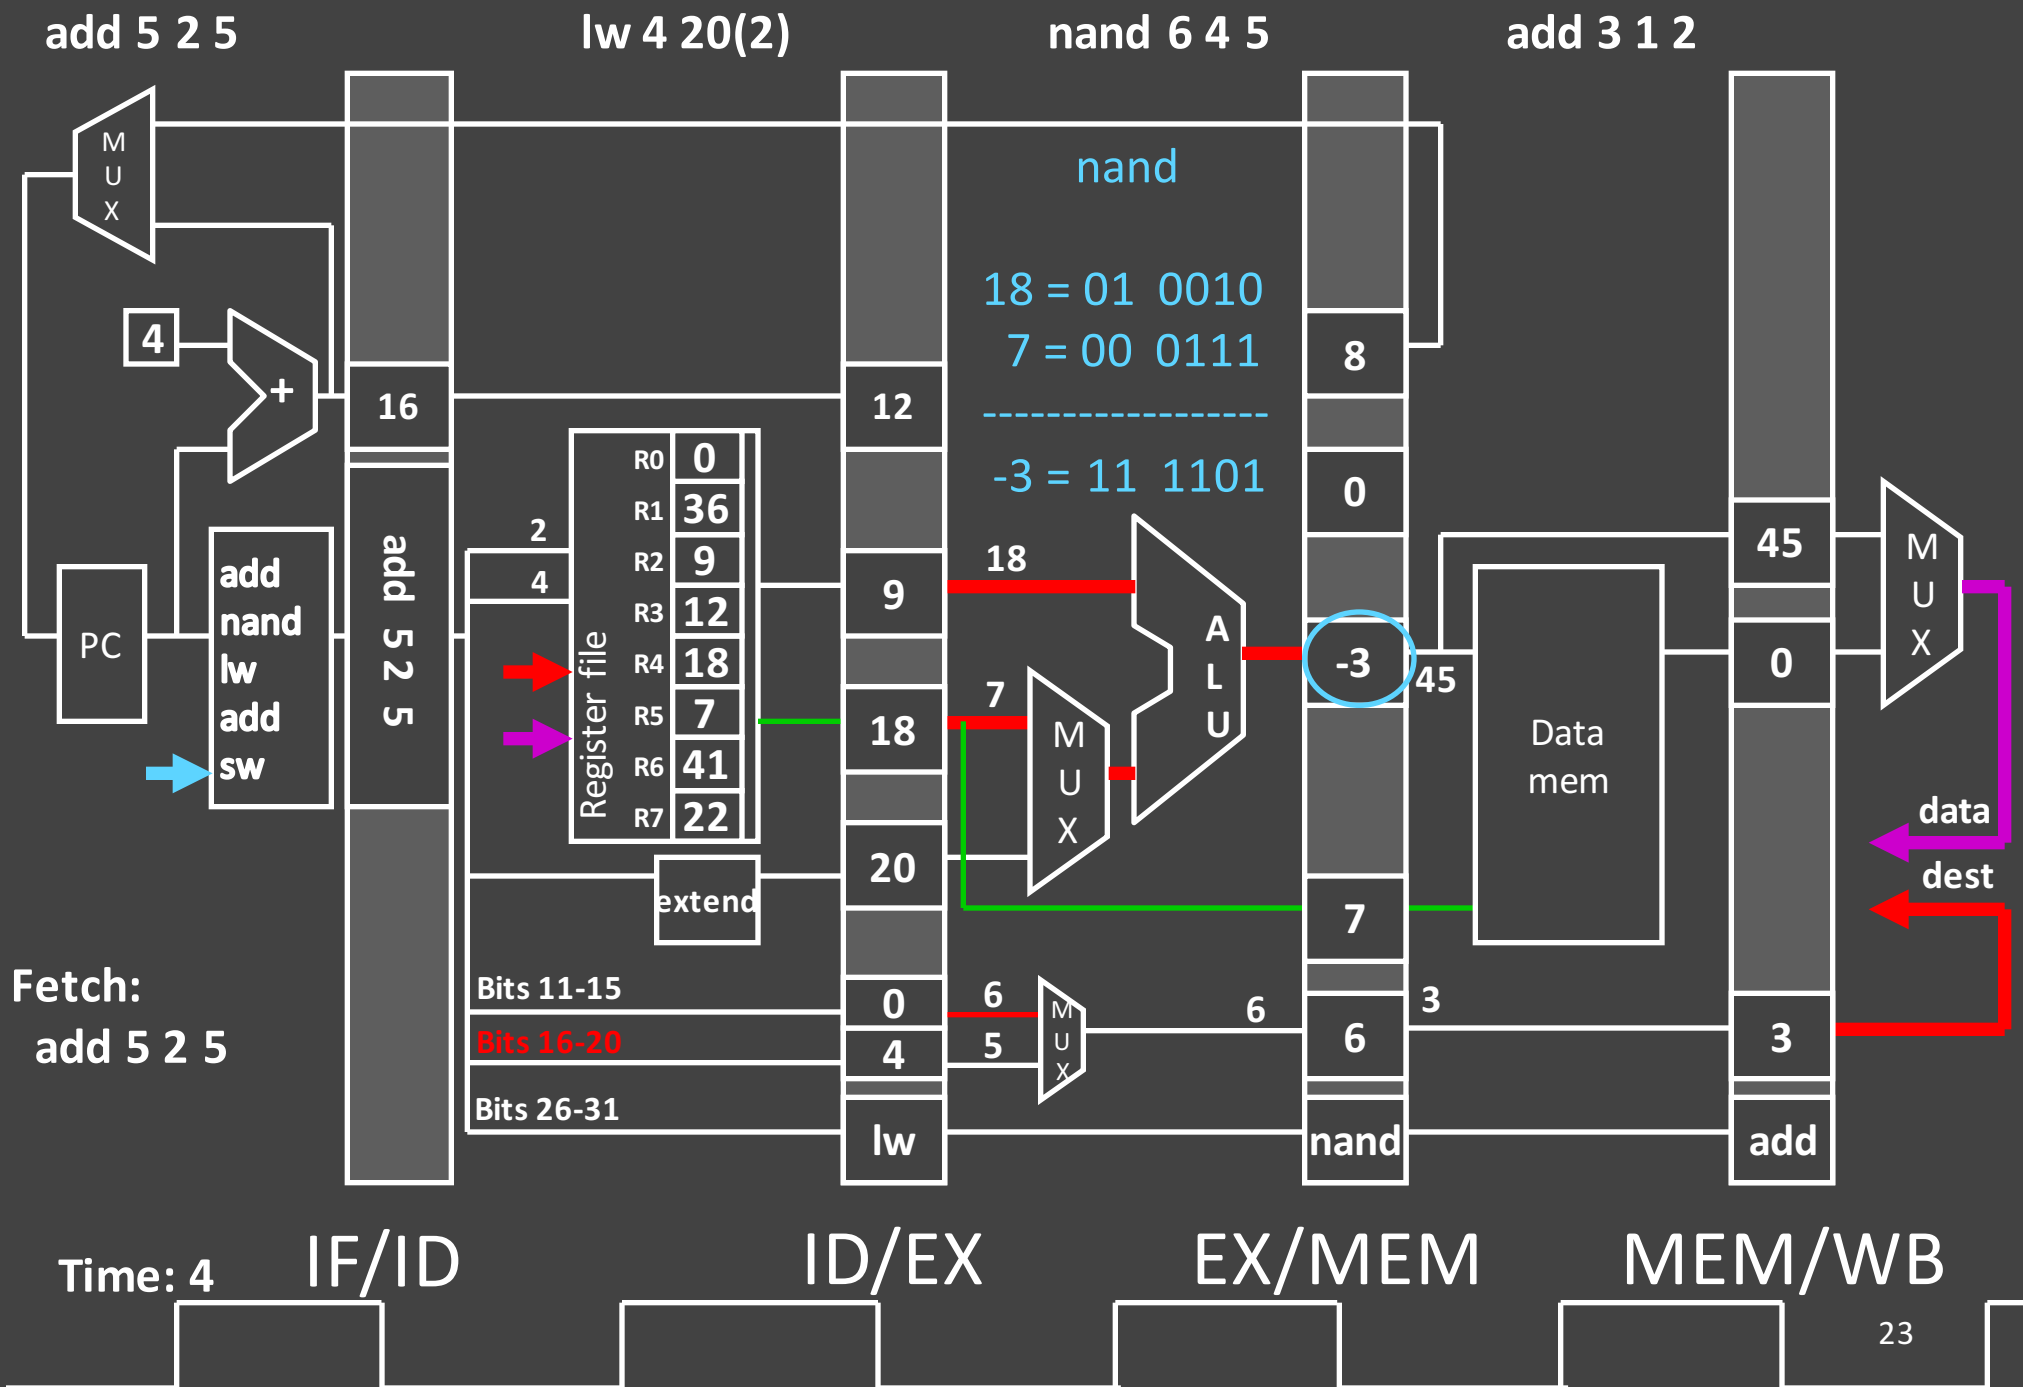 add 5 2 5
lw 4 20(2)
nand 6 4 5
add 3 1 2
M
U
X
nand
18 = 01 0010
7 = 00 0111
------------------
-3 = 11 1101
4
+
16
12
8
0
R0 0
R1 36
R2 9
R3 12
R4 18
R5 7
R6 41
R7 22
Register file
2
4
PC
add
nand
lw
add
sw
add 5 2 5
9
18
20
18
7
M
U
X
A
L
U
-3
45
Data
mem
45
0
M
U
X
data
dest
extend
7
Fetch:
add 5 2 5
Bits 11-15
Bits 16-20
Bits 26-31
0
4
lw
6
5
M
U
X
6
6
nand
3
3
add
Time: 4
IF/ID
ID/EX
EX/MEM
MEM/WB
23